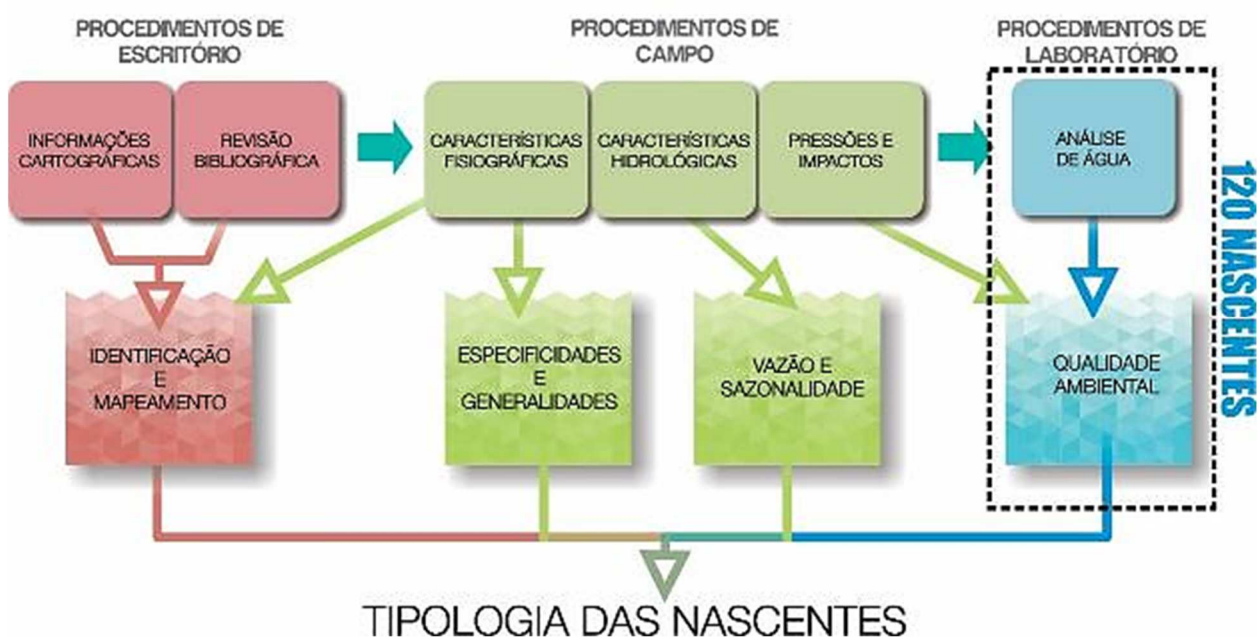 PROCEDIMENTOS DE
ESCRITÓRIO
PROCEDIMENTOS DE
CAMPO
PROCEDIMENTOS DE
LABORATÓRIO
INFORMAÇÕES
CARTOGRÁFICAS
REVISÃO
BIBLIOGRÁFICA
CARACTERÍSTICAS
FISIOGRÁFICAS
CARACTERÍSTICAS
HIDROLÓGICAS
PRESSÕES E
IMPACTOS
ANÁLISE
DE ÁGUA
120 NASCENTES
IDENTIFICAÇÃO
E
MAPEAMENTO
ESPECIFICIDADES
E
GENERALIDADES
VAZÃO E
SAZONALIDADE
QUALIDADE
AMBIENTAL
TIPOLOGIA DAS NASCENTES